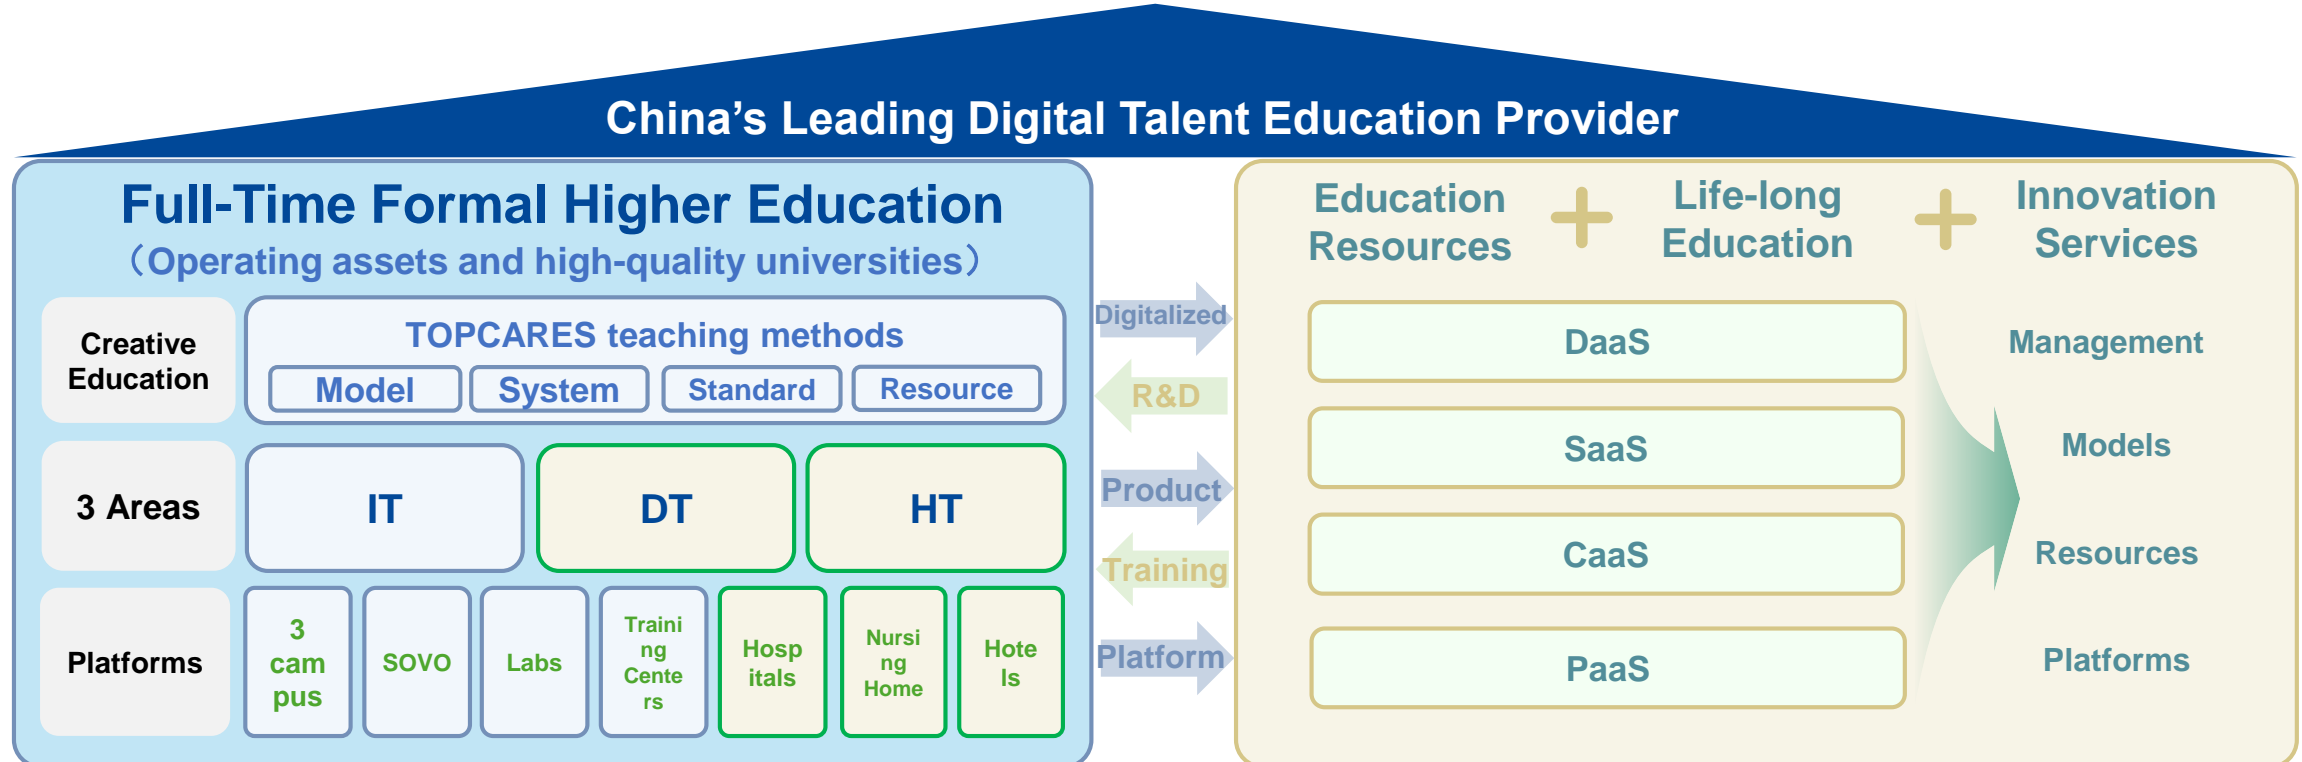 China’s Leading Digital Talent Education Provider
Full-Time Formal Higher Education
（Operating assets and high-quality universities）
Creative
Education
TOPCARES teaching methods
Model
System
Standard
Resource
3 Areas
IT
DT
HT
Platforms
3
cam
pus
SOVO
Labs
Traini
ng
Cente
rs
Hosp
itals
Nursi
ng
Home
Hote
ls
Digitalized
R&D
Product
Training
Platform
Education
Resources
Life-long
Education
Innovation
Services
DaaS
SaaS
CaaS
PaaS
Management
Models
Resources
Platforms